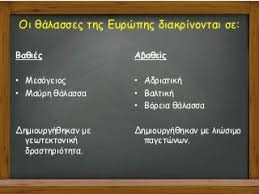 Οι θάλασσες της Ευρώπης διακρίνονται σε:
Βαθιές
• Μεσόγειος
• Μαύρη θάλασσα
Δημιουργήθηκαν με
γεωτεκτονική
δραστηριότητα.
Αβαθείς
• Αδριατική
• Βαλτική
• Βόρεια θάλασσα
Δημιουργήθηκαν με λιώσιμο
παγετώνων.